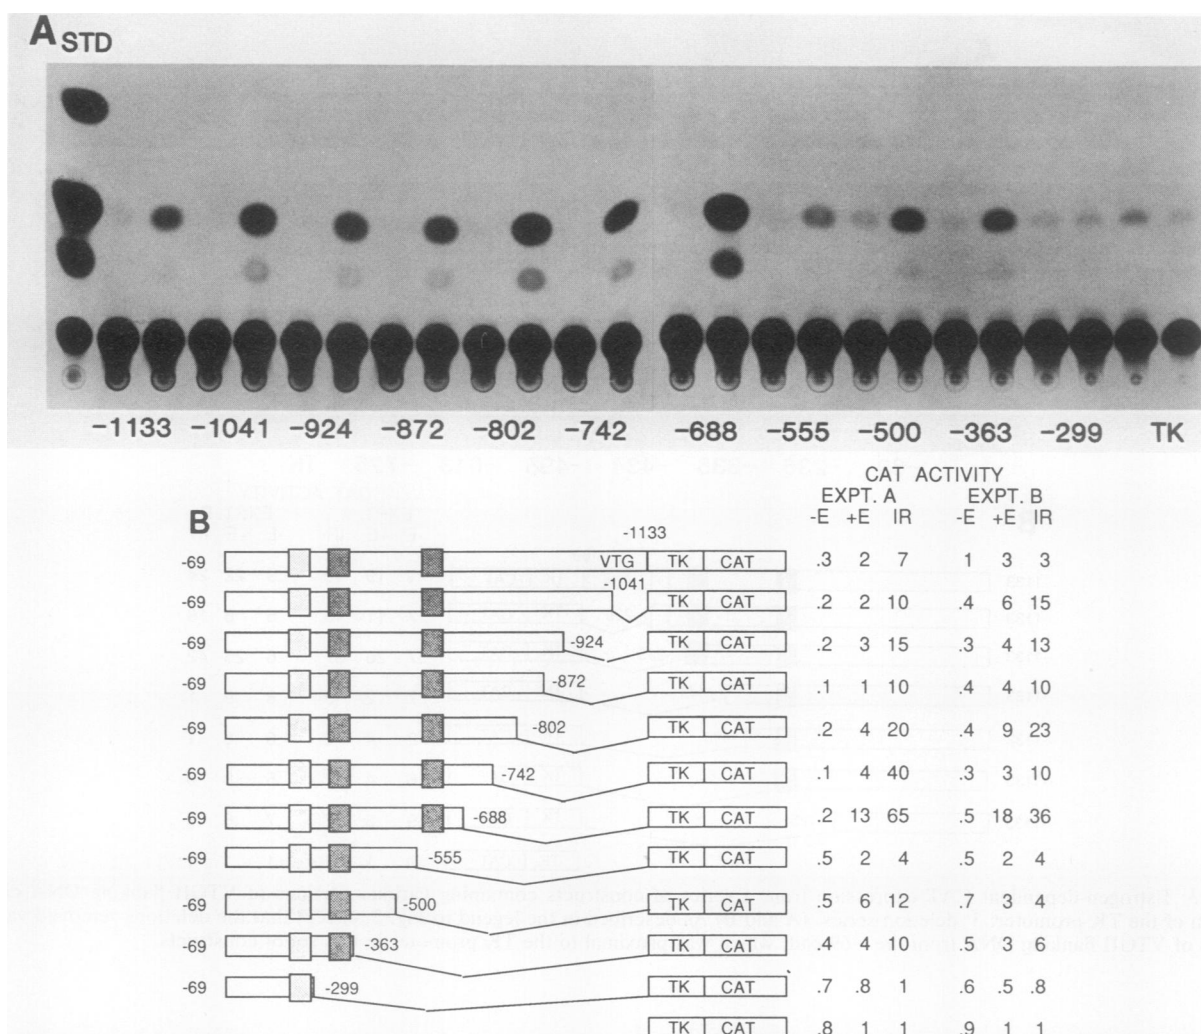 A STD
-1133 -1041 -924 -872 -802 -742 -688 -555 -500 -363 -299 TK
CAT ACTIVITY
B EXPT. A EXPT. B
-E +E IR -E +E IR
-1133
-69 VTG TK CAT .3 2 7 1 3 3
-1041
-69 TK CAT .2 2 10 .4 6 15
-69 -924 TK CAT .2 3 15 .3 4 13
-69 -872 TK CAT .1 1 10 .4 4 10
-69 -802 TK CAT .2 4 20 .4 9 23
-69 -742 TK CAT .1 4 40 .3 3 10
-69 -688 TK CAT .2 13 65 .5 18 36
-69 -555 TK CAT .5 2 4 .5 2 4
-69 -500 TK CAT .5 6 12 1 4 4
-69 -363 TK CAT .4 4 10 .5 3 6
-69 -299 TK CAT .7 .8 1 .6 .5 .8
TK CAT .8 1 1 .9 1 1